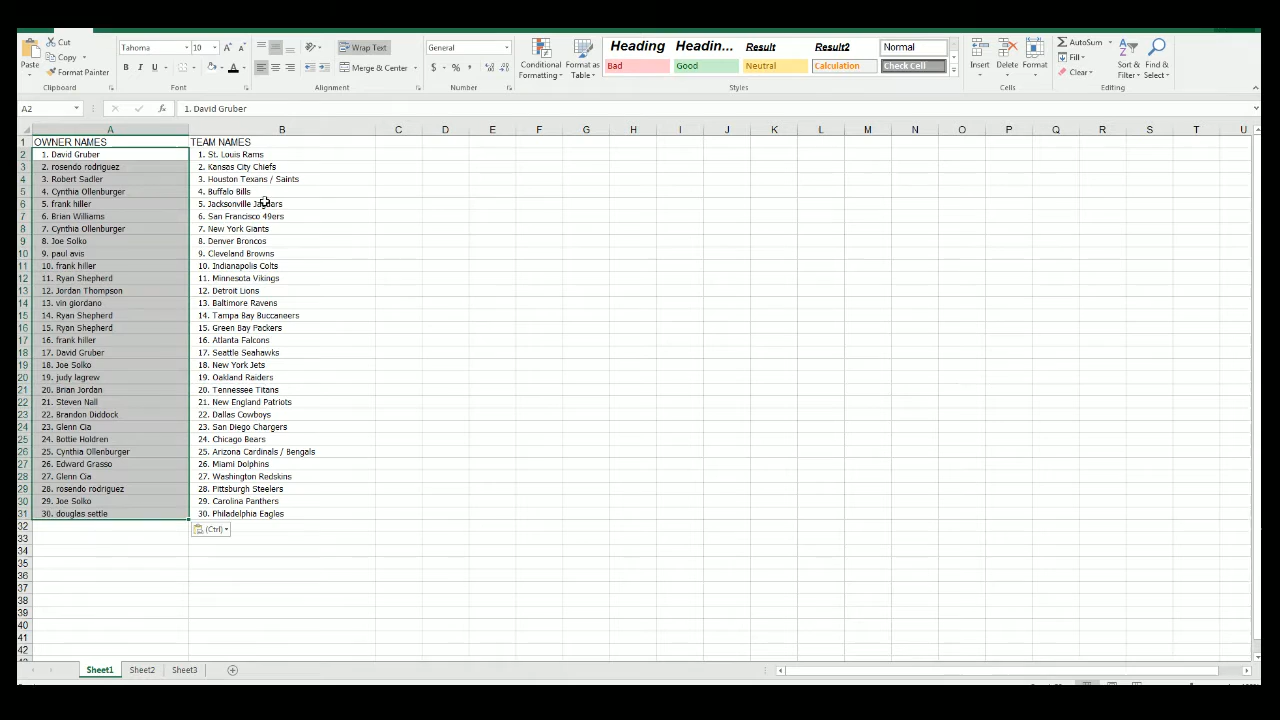 Cut
Copy
Paste
Format Painter
Clipboard
Tahoma 10
B I U
Font
Wrap Text
Merge & Center
Alignment
General
$ % ,
Number
Conditional Formatting
Format as Table
Heading Headin... Result Result2 Normal
Bad Good Neutral Calculation Check Cell
Styles
Insert Delete Format
Cells
AutoSum
Fill
Clear
Sort & Filter
Find & Select
Editing
A2 fx 1. David Gruber
A B C D E F G H I J K L M N O P Q R S T U
1 OWNER NAMES TEAM NAMES
2 1. David Gruber 1. St. Louis Rams
3 2. rosendo rodriguez 2. Kansas City Chiefs
4 3. Robert Sadler 3. Houston Texans / Saints
5 4. Cynthia Ollenburger 4. Buffalo Bills
6 5. frank hiller 5. Jacksonville Jaguars
7 6. Brian Williams 6. San Francisco 49ers
8 7. Cynthia Ollenburger 7. New York Giants
9 8. Joe Solko 8. Denver Broncos
10 9. paul avis 9. Cleveland Browns
11 10. frank hiller 10. Indianapolis Colts
12 11. Ryan Shepherd 11. Minnesota Vikings
13 12. Jordan Thompson 12. Detroit Lions
14 13. vin giordano 13. Baltimore Ravens
15 14. Ryan Shepherd 14. Tampa Bay Buccaneers
16 15. Ryan Shepherd 15. Green Bay Packers
17 16. frank hiller 16. Atlanta Falcons
18 17. David Gruber 17. Seattle Seahawks
19 18. Joe Solko 18. New York Jets
20 19. judy lagrew 19. Oakland Raiders
21 20. Brian Jordan 20. Tennessee Titans
22 21. Steven Nall 21. New England Patriots
23 22. Brandon Diddock 22. Dallas Cowboys
24 23. Glenn Cia 23. San Diego Chargers
25 24. Bottie Holdren 24. Chicago Bears
26 25. Cynthia Ollenburger 25. Arizona Cardinals / Bengals
27 26. Edward Grasso 26. Miami Dolphins
28 27. Glenn Cia 27. Washington Redskins
29 28. rosendo rodriguez 28. Pittsburgh Steelers
30 29. Joe Solko 29. Carolina Panthers
31 30. douglas settle 30. Philadelphia Eagles
32 (Ctrl)
33
34
35
36
37
38
39
40
41
42
Sheet1 Sheet2 Sheet3